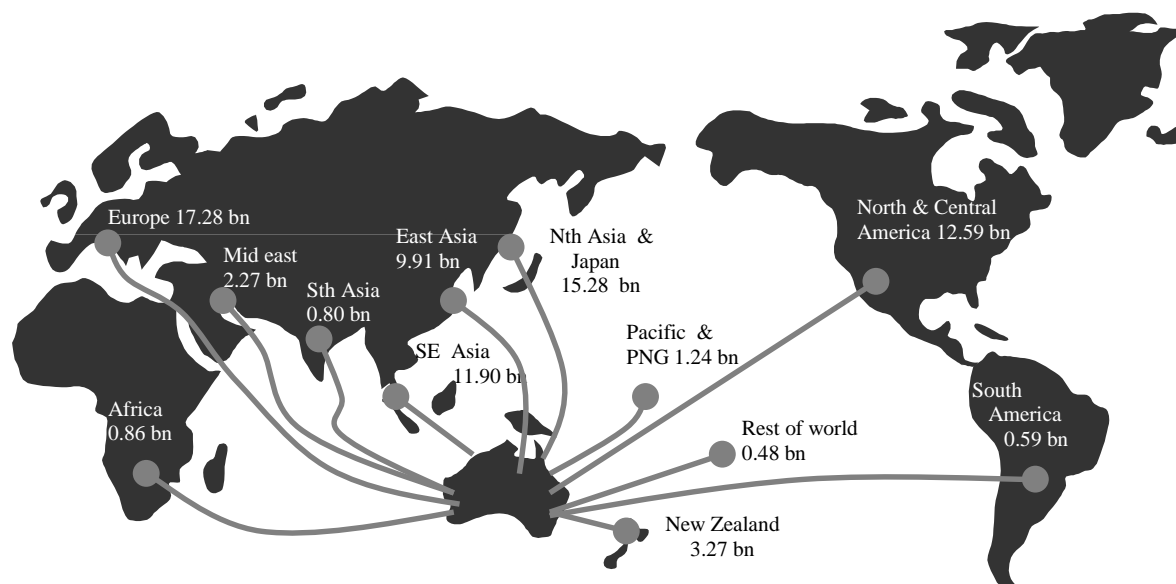 Europe 17.28 bn
Mid east
2.27 bn
Sth Asia
0.80 bn
East Asia
9.91 bn
Nth Asia &
Japan
15.28 bn
North & Central
America 12.59 bn
SE Asia
11.90 bn
Pacific &
PNG 1.24 bn
Africa
0.86 bn
South
America
0.59 bn
Rest of world
0.48 bn
New Zealand
3.27 bn